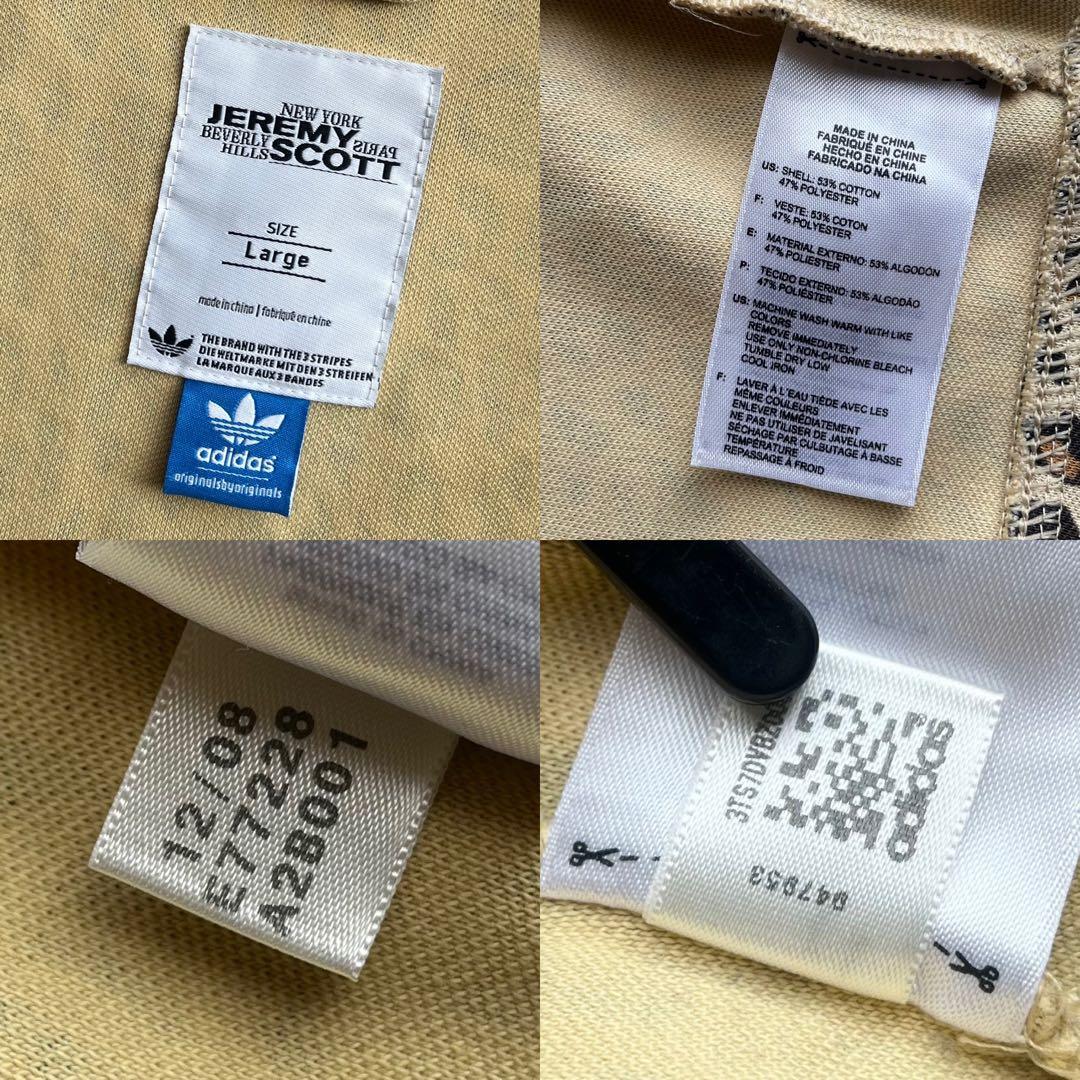 NEW YORK
JEREMY
BEVERLY PARIS
HILLS SCOTT
SIZE
Large
made in china | fabriqué en chine
THE BRAND WITH THE 3 STRIPES
DIE WELTMARKE MIT DEN 3 STREIFEN
LA MARQUE AUX 3 BANDES
adidas
originalsbyoriginals
MADE IN CHINA
FABRIQUÉ EN CHINE
HECHO EN CHINA
FABRICADO NA CHINA
US: SHELL: 53% COTTON
47% POLYESTER
F: VESTE: 53% COTON
47% POLYESTER
E: MATERIAL EXTERNO: 53% ALGODÓN
47% POLIESTER
P: TECIDO EXTERNO: 53% ALGODÃO
47% POLIÉSTER
US: MACHINE WASH WARM WITH LIKE
COLORS
REMOVE IMMEDIATELY
USE ONLY NON-CHLORINE BLEACH
TUMBLE DRY LOW
COOL IRON
F: LAVER À L'EAU TIÈDE AVEC LES
MÊME COULEURS
ENLEVER IMMÉDIATEMENT
NE PAS UTILISER DE JAVELISANT
SÉCHAGE PAR CULBUTAGE À BASSE
TEMPÉRATURE
REPASSAGE À FROID
12/08
E77228
A2B001
adidas
047953